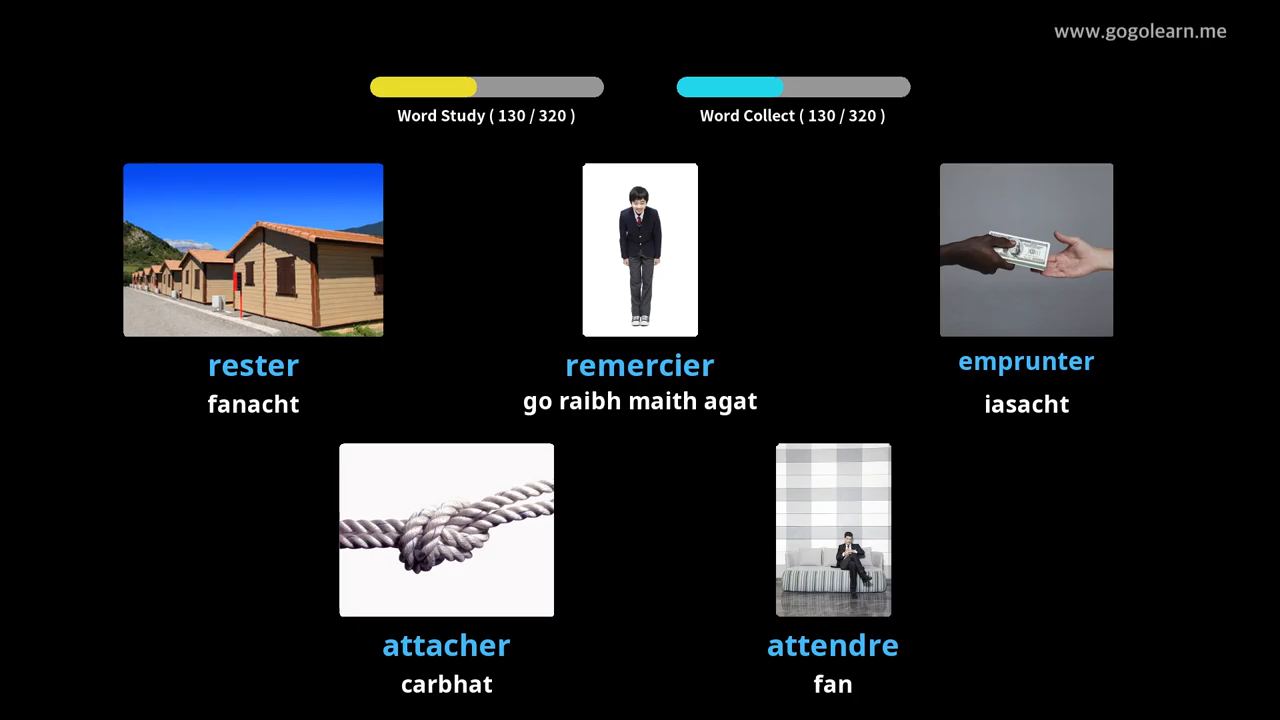 www.gogolearn.me
Word Study ( 130 / 320 )
Word Collect ( 130 / 320 )
rester
fanacht
remercier
go raibh maith agat
emprunter
iasacht
attacher
carbhat
attendre
fan